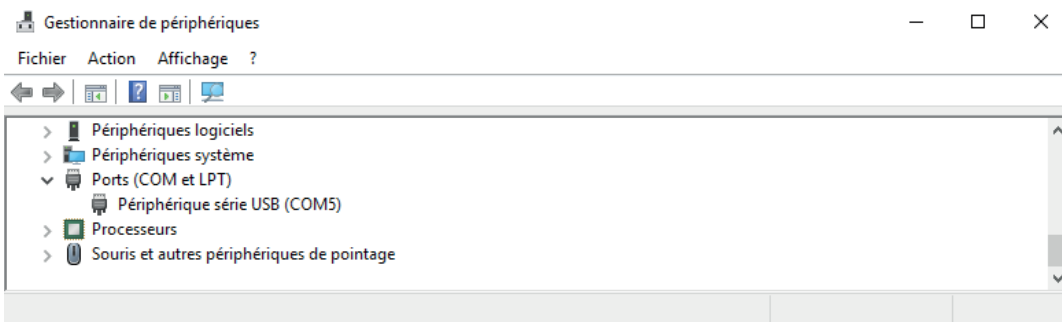 Gestionnaire de périphériques
Fichier Action Affichage ?
Périphériques logiciels
Périphériques système
Ports (COM et LPT)
Périphérique série USB (COM5)
Processeurs
Souris et autres périphériques de pointage